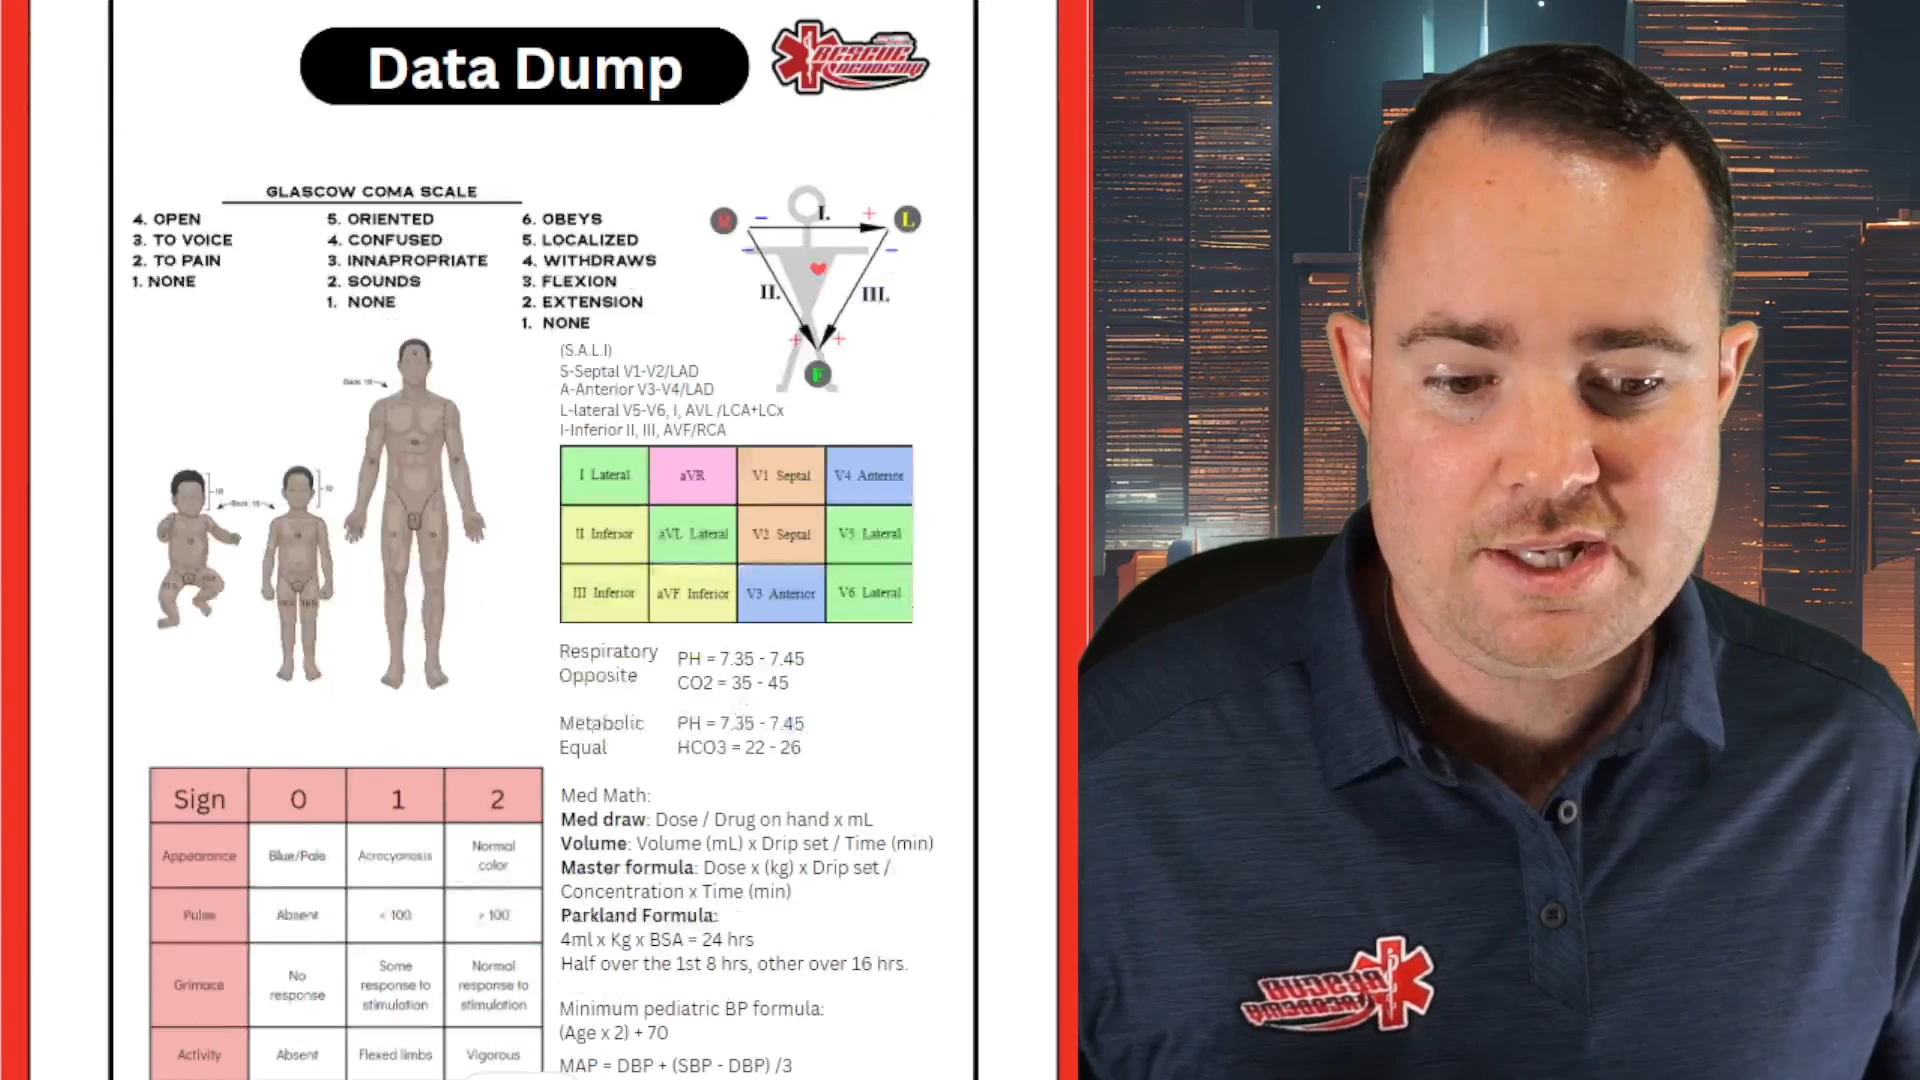 Data Dump
RESCUE
ACADEMY
GLASCOW COMA SCALE
4. OPEN
3. TO VOICE
2. TO PAIN
1. NONE
5. ORIENTED
4. CONFUSED
3. INNAPROPRIATE
2. SOUNDS
1. NONE
6. OBEYS
5. LOCALIZED
4. WITHDRAWS
3. FLEXION
2. EXTENSION
1. NONE
R − I. + L
− −
II. III.
+ +
F
(S.A.L.I)
S-Septal V1-V2/LAD
A-Anterior V3-V4/LAD
L-lateral V5-V6, I, AVL /LCA+LCx
I-Inferior II, III, AVF/RCA
I Lateral aVR V1 Septal V4 Anterior
II Inferior aVL Lateral V2 Septal V5 Lateral
III Inferior aVF Inferior V3 Anterior V6 Lateral
Respiratory
Opposite
PH = 7.35 - 7.45
CO2 = 35 - 45
Metabolic
Equal
PH = 7.35 - 7.45
HCO3 = 22 - 26
Med Math:
Med draw: Dose / Drug on hand x mL
Volume: Volume (mL) x Drip set / Time (min)
Master formula: Dose x (kg) x Drip set /
Concentration x Time (min)
Parkland Formula:
4ml x Kg x BSA = 24 hrs
Half over the 1st 8 hrs, other over 16 hrs.
Minimum pediatric BP formula:
(Age x 2) + 70
MAP = DBP + (SBP - DBP) /3
Sign 0 1 2
Appearance Blue/Pale Acrocyanosis Normal color
Pulse Absent < 100 > 100
Grimace No response Some response to stimulation Normal response to stimulation
Activity Absent Flexed limbs Vigorous
RESCUE
ACADEMY